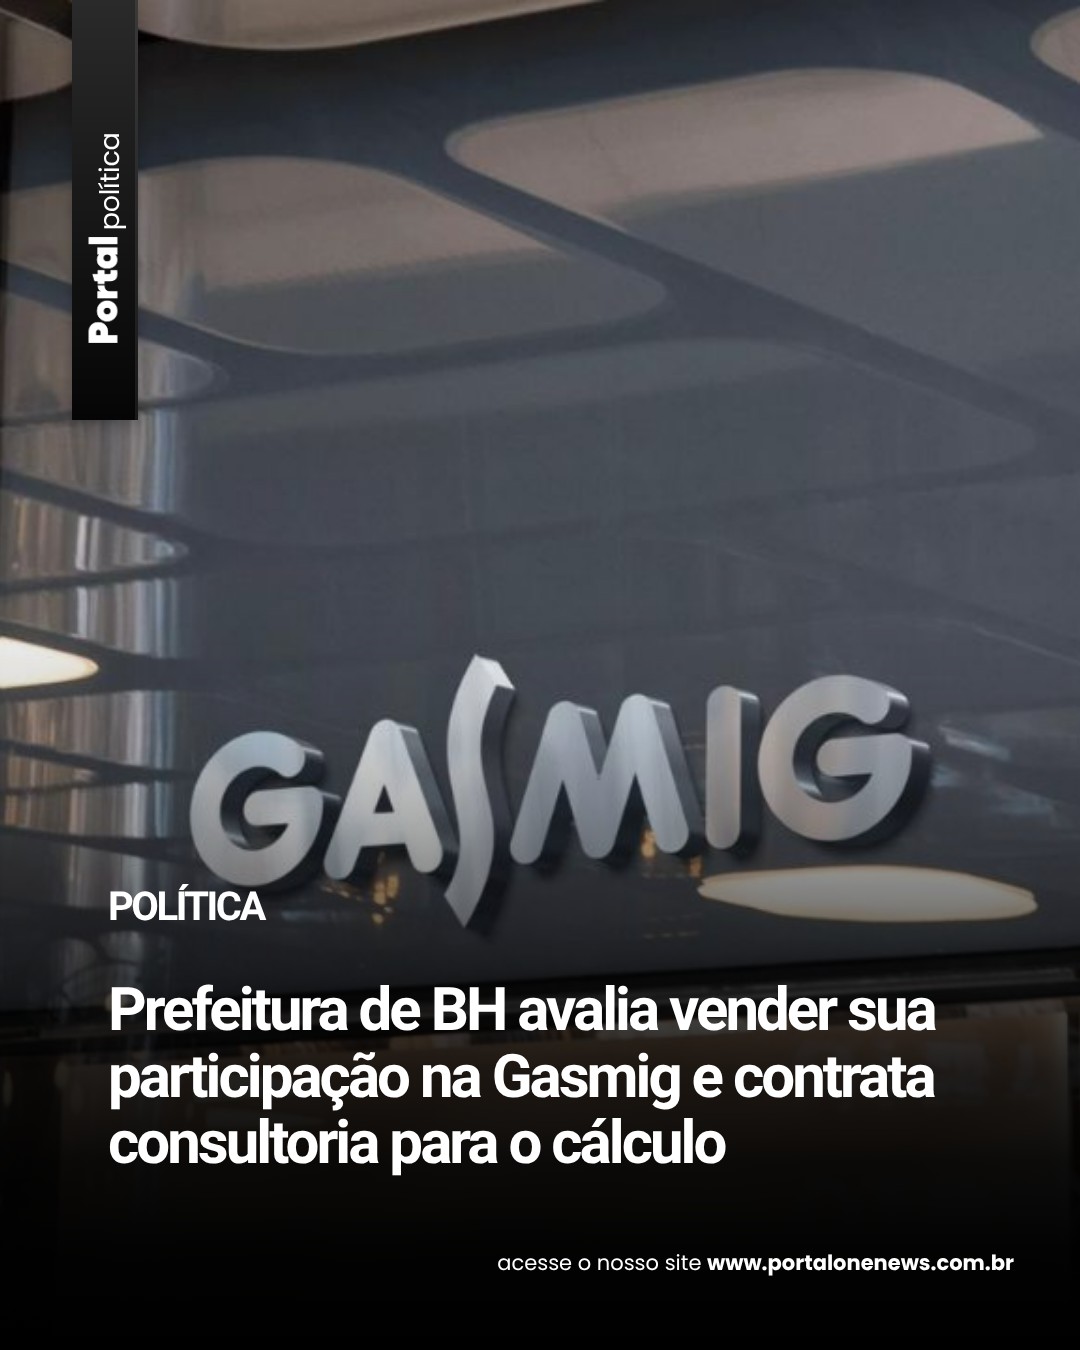 Portal política
GASMIG
POLÍTICA
Prefeitura de BH avalia vender sua
participação na Gasmig e contrata
consultoria para o cálculo
acesse o nosso site www.portalonenews.com.br